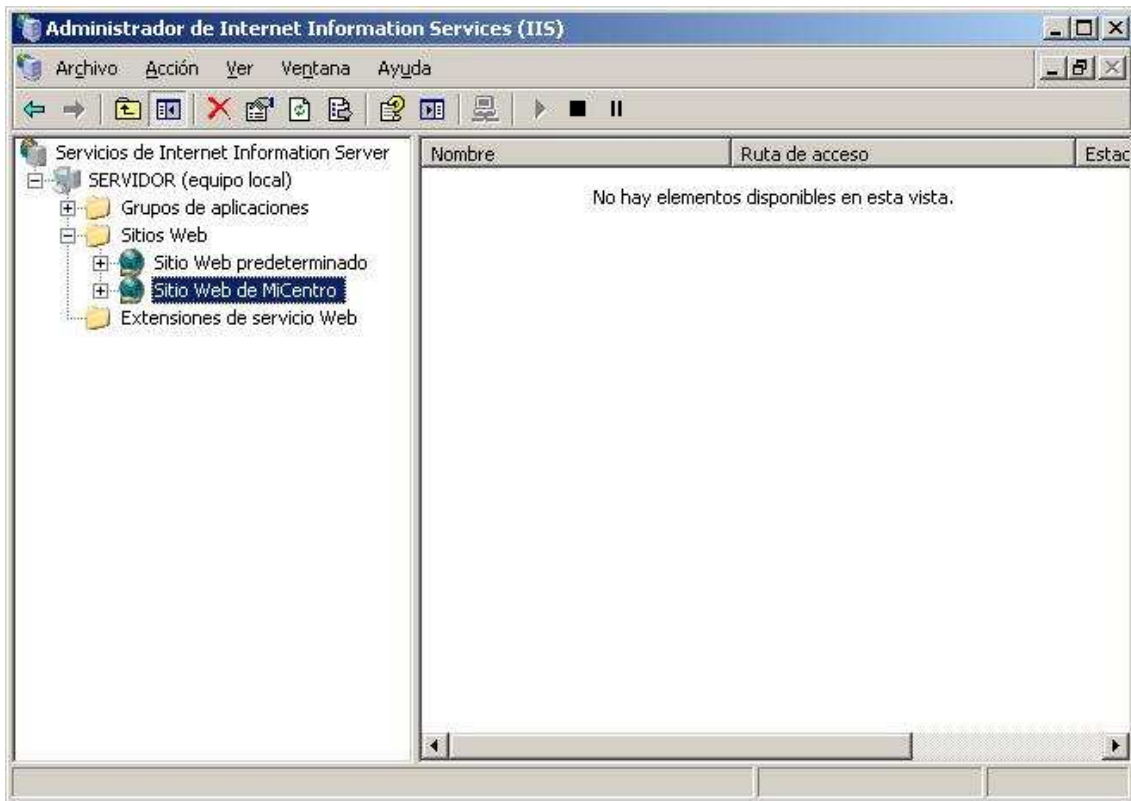 Administrador de Internet Information Services (IIS)
Archivo Acción Ver Ventana Ayuda
Servicios de Internet Information Server
SERVIDOR (equipo local)
Grupos de aplicaciones
Sitios Web
Sitio Web predeterminado
Sitio Web de MiCentro
Extensiones de servicio Web
Nombre Ruta de acceso Estac
No hay elementos disponibles en esta vista.